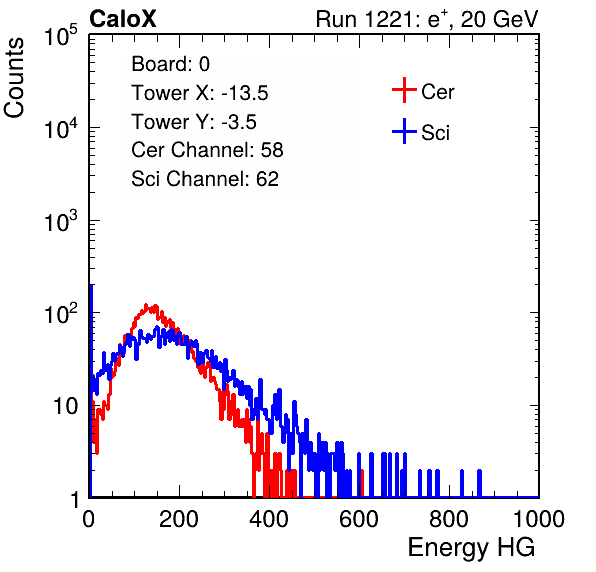 CaloX Run 1221: e⁺, 20 GeV
Counts
Board: 0
Tower X: -13.5
Tower Y: -3.5
Cer Channel: 58
Sci Channel: 62
Cer
Sci
10⁵
10⁴
10³
10²
10
1
0 200 400 600 800 1000
Energy HG